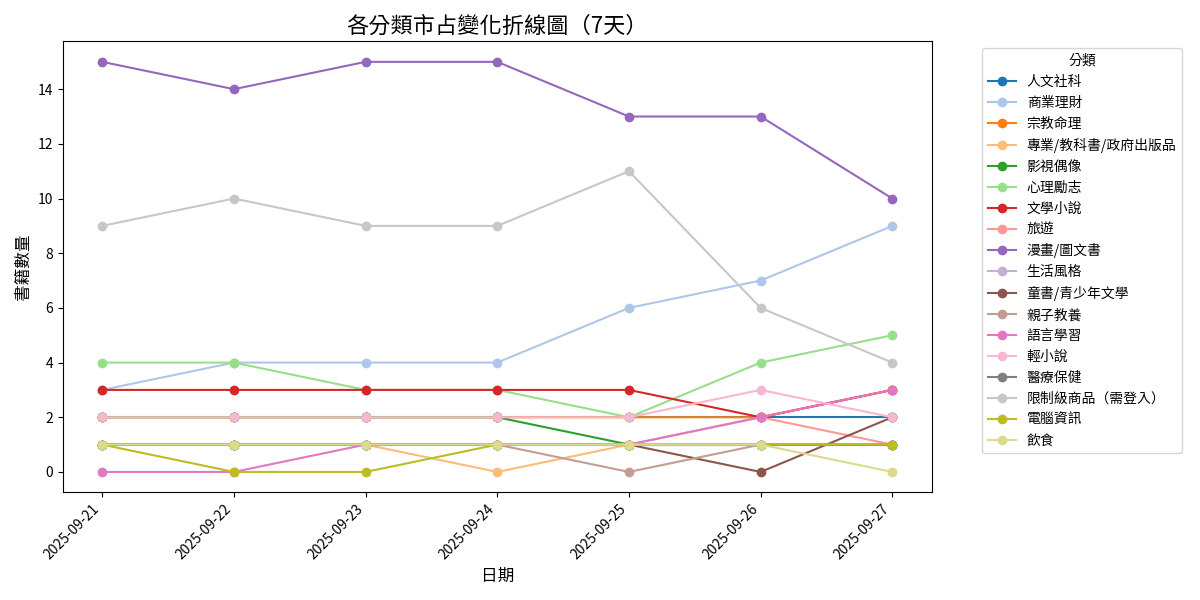 各分類市占變化折線圖（7天）
書籍數量
14
12
10
8
6
4
2
0
2025-09-21
2025-09-22
2025-09-23
2025-09-24
2025-09-25
2025-09-26
2025-09-27
日期
分類
人文社科
商業理財
宗教命理
專業/教科書/政府出版品
影視偶像
心理勵志
文學小說
旅遊
漫畫/圖文書
生活風格
童書/青少年文學
親子教養
語言學習
輕小說
醫療保健
限制級商品（需登入）
電腦資訊
飲食